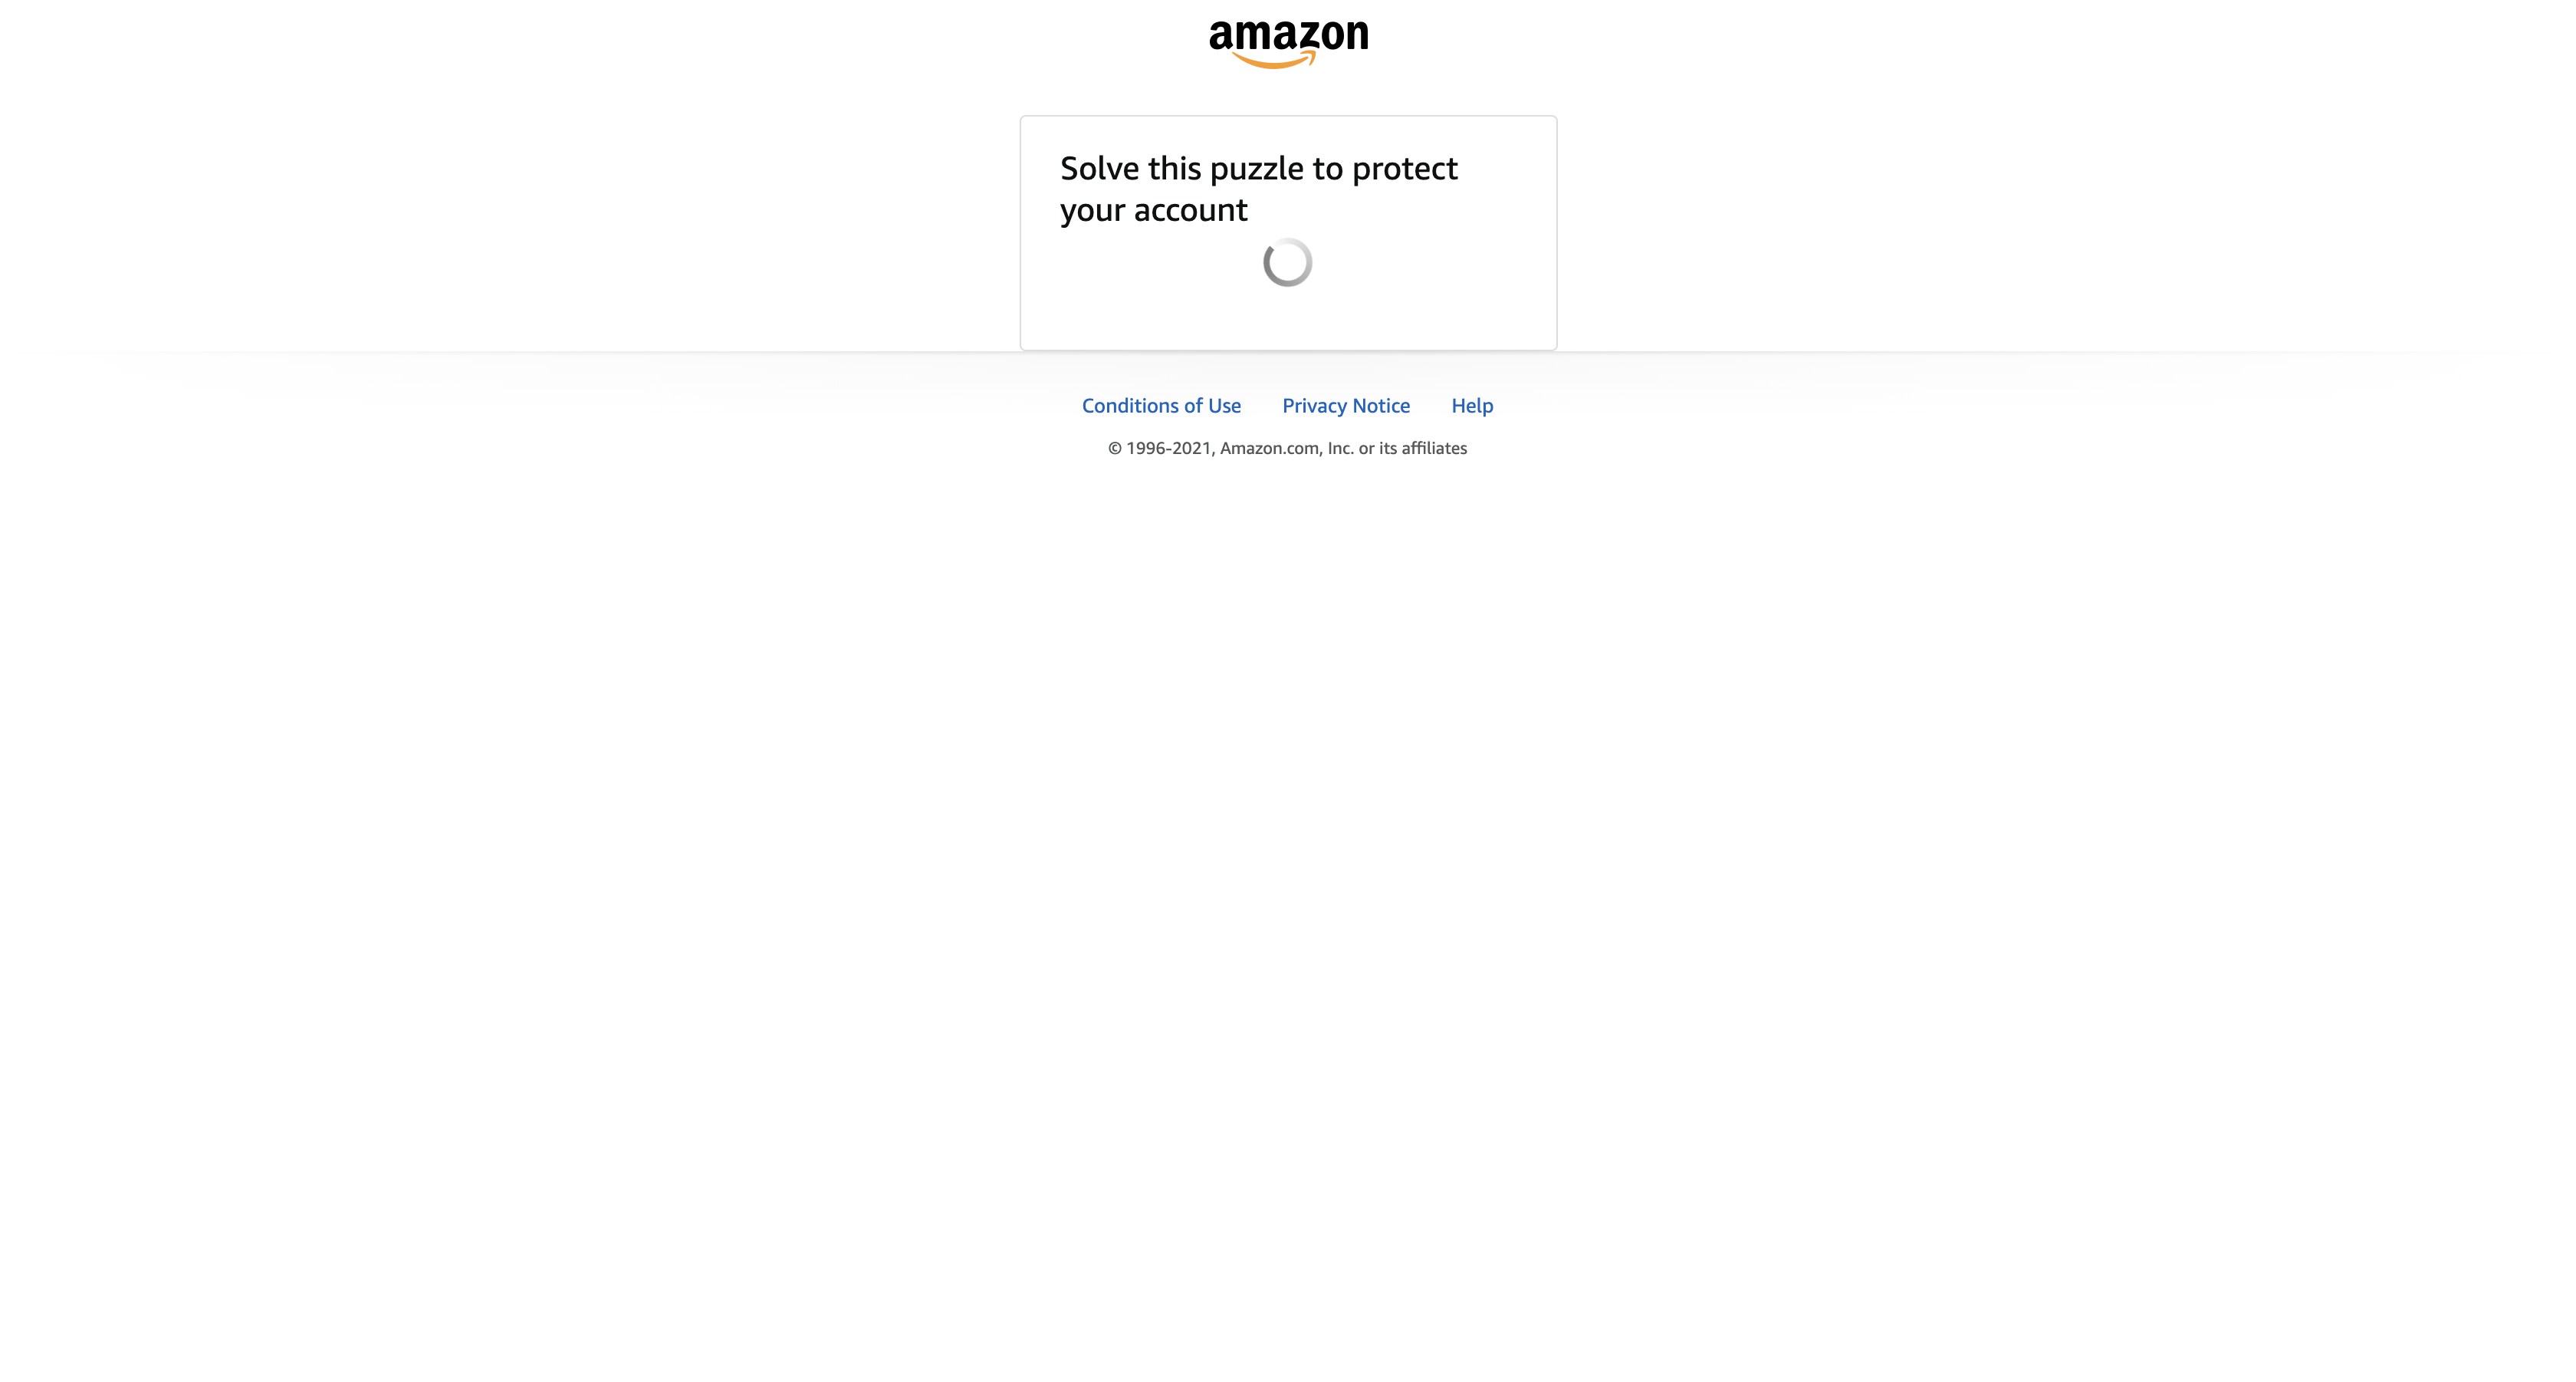 amazon
Solve this puzzle to protect
your account
Conditions of Use Privacy Notice Help
© 1996-2021, Amazon.com, Inc. or its affiliates